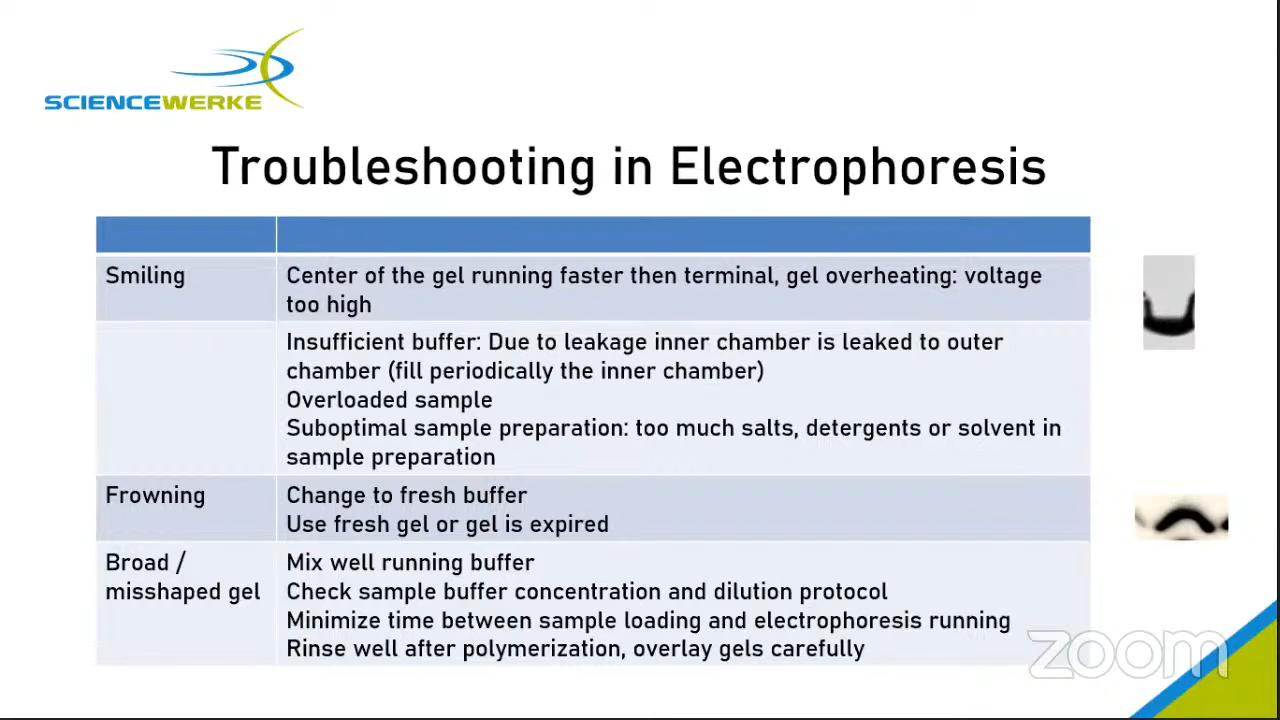 SCIENCEWERKE
Troubleshooting in Electrophoresis
Smiling
Center of the gel running faster then terminal, gel overheating: voltage
too high
Insufficient buffer: Due to leakage inner chamber is leaked to outer
chamber (fill periodically the inner chamber)
Overloaded sample
Suboptimal sample preparation: too much salts, detergents or solvent in
sample preparation
Frowning
Change to fresh buffer
Use fresh gel or gel is expired
Broad /
misshaped gel
Mix well running buffer
Check sample buffer concentration and dilution protocol
Minimize time between sample loading and electrophoresis running
Rinse well after polymerization, overlay gels carefully
zoom